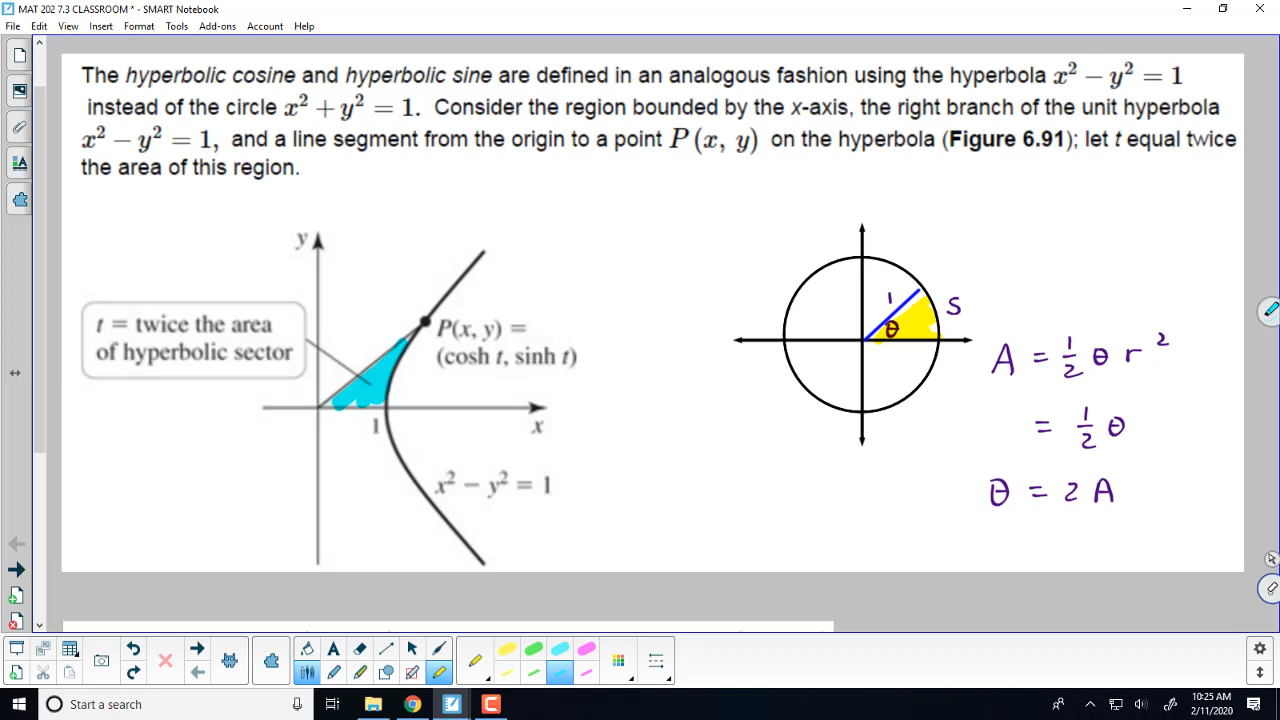 MAT 202 7.3 CLASSROOM * - SMART Notebook
File Edit View Insert Format Tools Add-ons Account Help
The hyperbolic cosine and hyperbolic sine are defined in an analogous fashion using the hyperbola x² − y² = 1
instead of the circle x² + y² = 1. Consider the region bounded by the x-axis, the right branch of the unit hyperbola
x² − y² = 1, and a line segment from the origin to a point P (x, y) on the hyperbola (Figure 6.91); let t equal twice
the area of this region.
y
t = twice the area
of hyperbolic sector
P(x, y) =
(cosh t, sinh t)
1
x
x² − y² = 1
1
θ
S
A = 1/2 θ r²
= 1/2 θ
θ = 2 A
Start a search
10:25 AM
2/11/2020